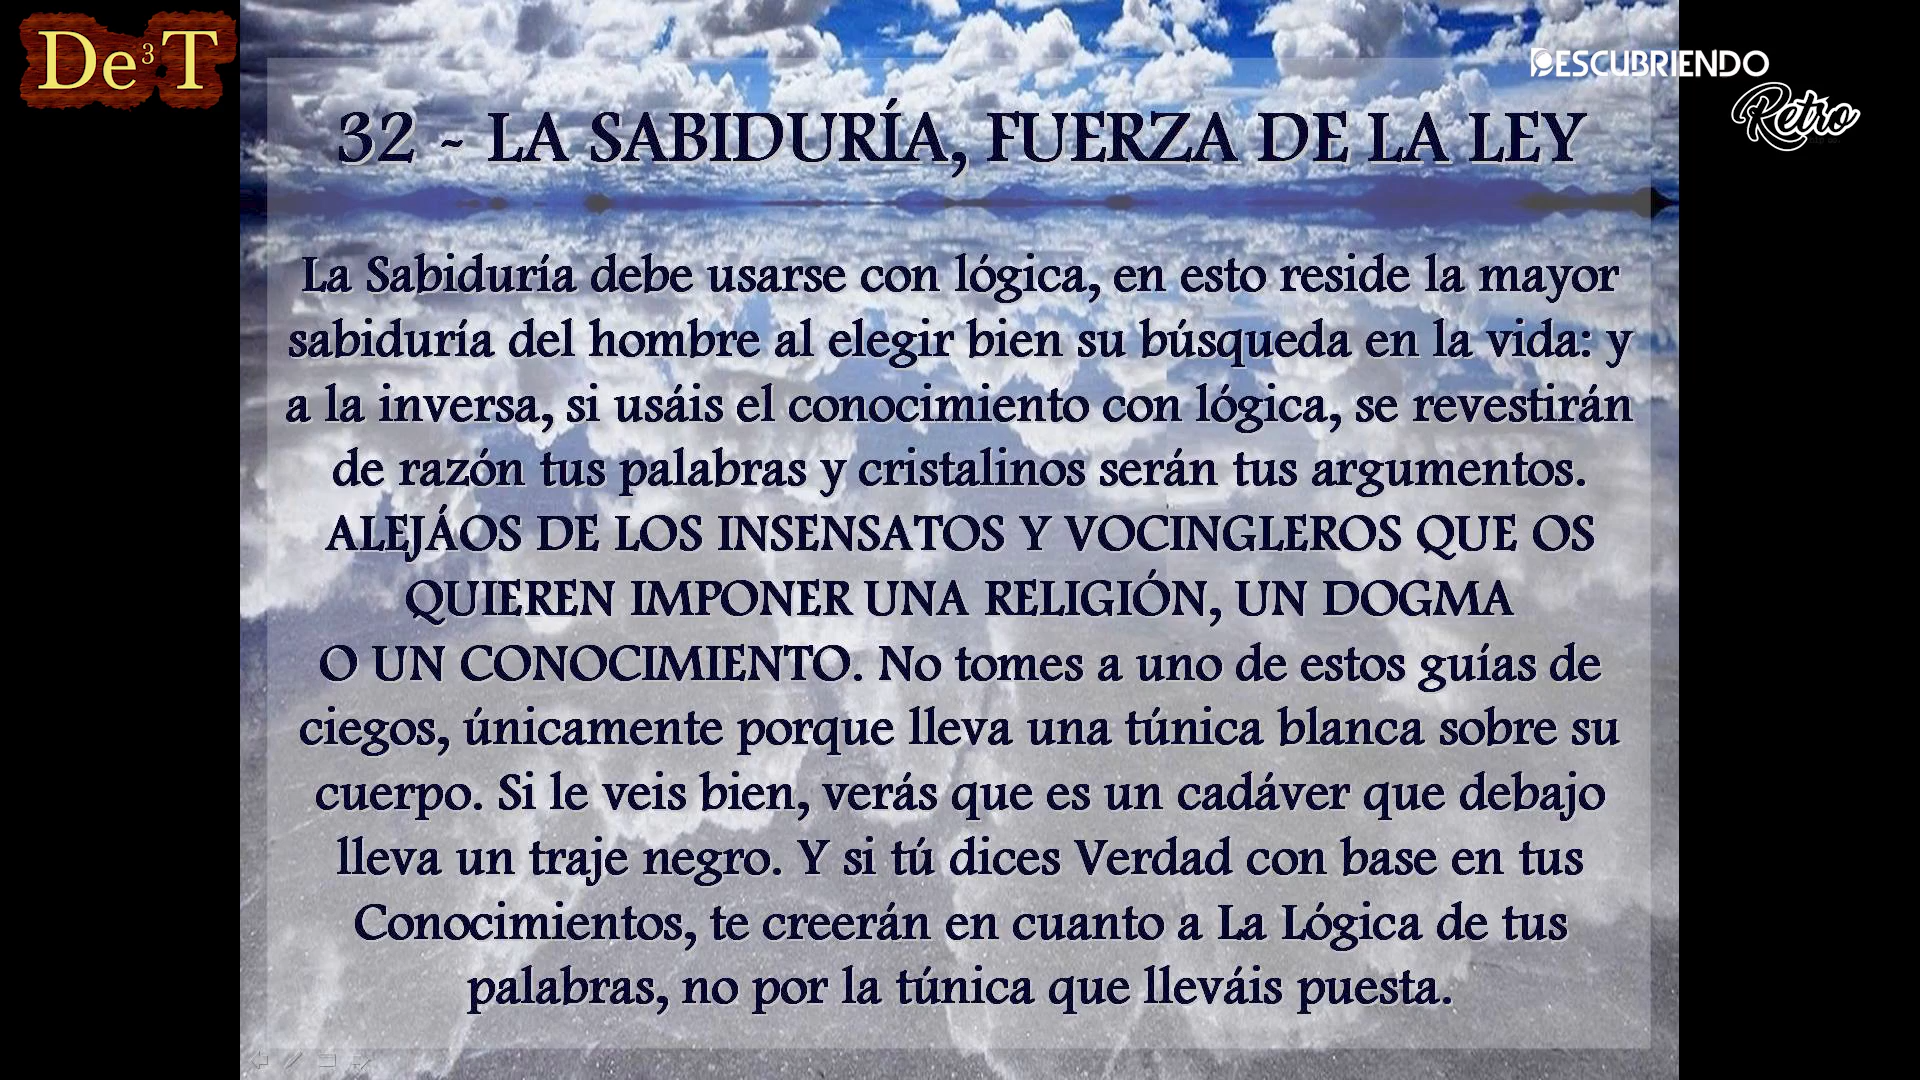 De³T
DESCUBRIENDO
Retro
32 ~ LA SABIDURÍA, FUERZA DE LA LEY
La Sabiduría debe usarse con lógica, en esto reside la mayor
sabiduría del hombre al elegir bien su búsqueda en la vida: y
a la inversa, si usáis el conocimiento con lógica, se revestirán
de razón tus palabras y cristalinos serán tus argumentos.
ALEJÁOS DE LOS INSENSATOS Y VOCINGLEROS QUE OS
QUIEREN IMPONER UNA RELIGIÓN, UN DOGMA
O UN CONOCIMIENTO. No tomes a uno de estos guías de
ciegos, únicamente porque lleva una túnica blanca sobre su
cuerpo. Si le veis bien, verás que es un cadáver que debajo
lleva un traje negro. Y si tú dices Verdad con base en tus
Conocimientos, te creerán en cuanto a La Lógica de tus
palabras, no por la túnica que lleváis puesta.